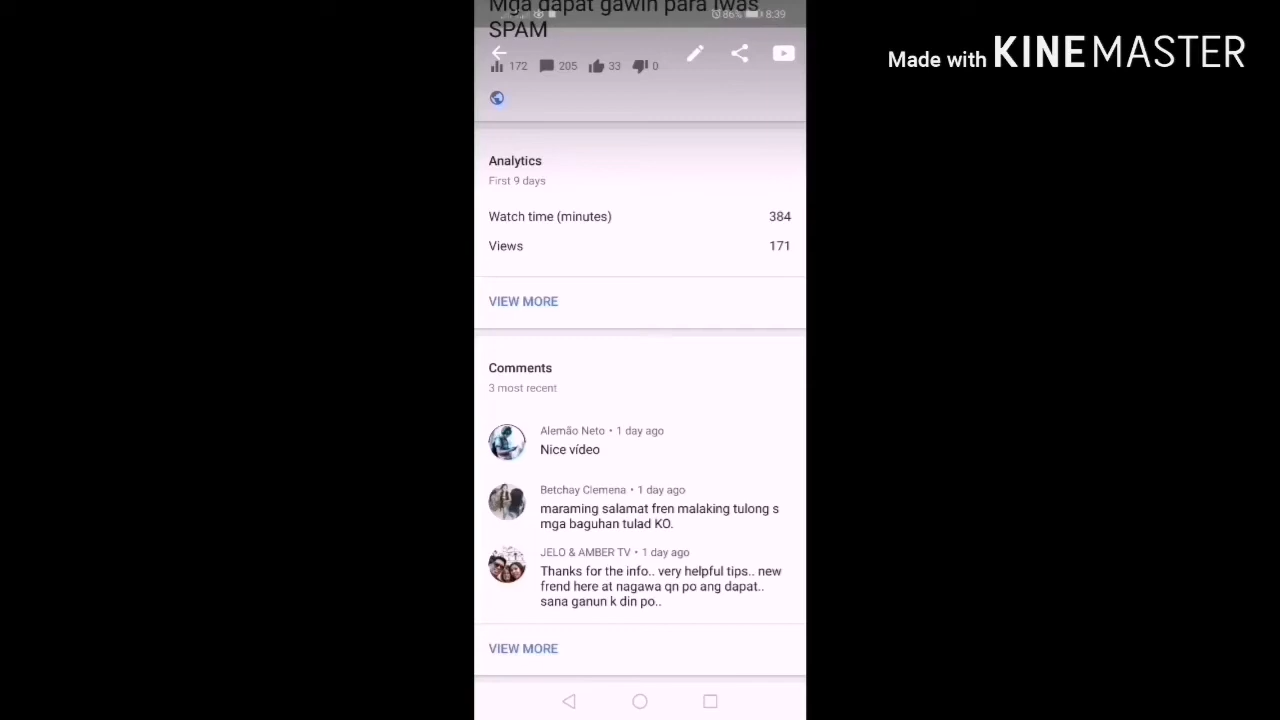 Mga dapat gawin para Iwas
86% 8:39
SPAM
Made with KINEMASTER
172 205 33 0
Analytics
First 9 days
Watch time (minutes) 384
Views 171
VIEW MORE
Comments
3 most recent
Alemão Neto • 1 day ago
Nice vídeo
Betchay Clemena • 1 day ago
maraming salamat fren malaking tulong s
mga baguhan tulad KO.
JELO & AMBER TV • 1 day ago
Thanks for the info.. very helpful tips.. new
frend here at nagawa qn po ang dapat..
sana ganun k din po..
VIEW MORE